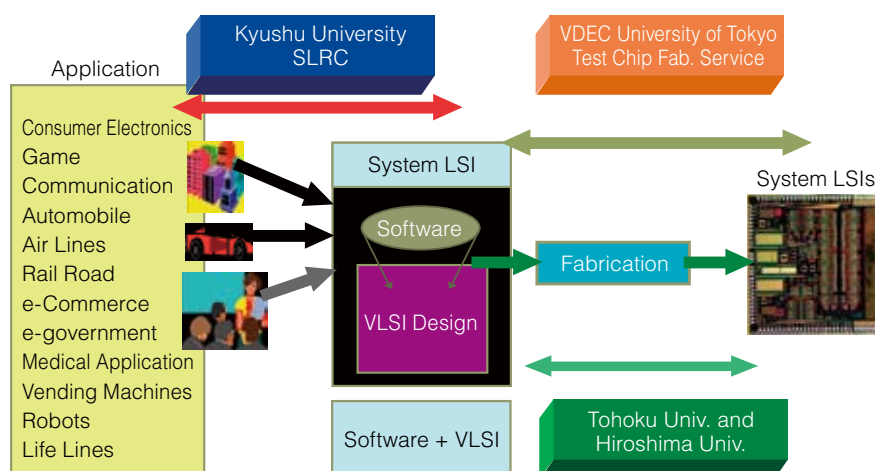 Kyushu University
SLRC
VDEC University of Tokyo
Test Chip Fab. Service
Application
Consumer Electronics
Game
Communication
Automobile
Air Lines
Rail Road
e-Commerce
e-government
Medical Application
Vending Machines
Robots
Life Lines
System LSI
Software
VLSI Design
Software + VLSI
Fabrication
System LSIs
Tohoku Univ. and
Hiroshima Univ.